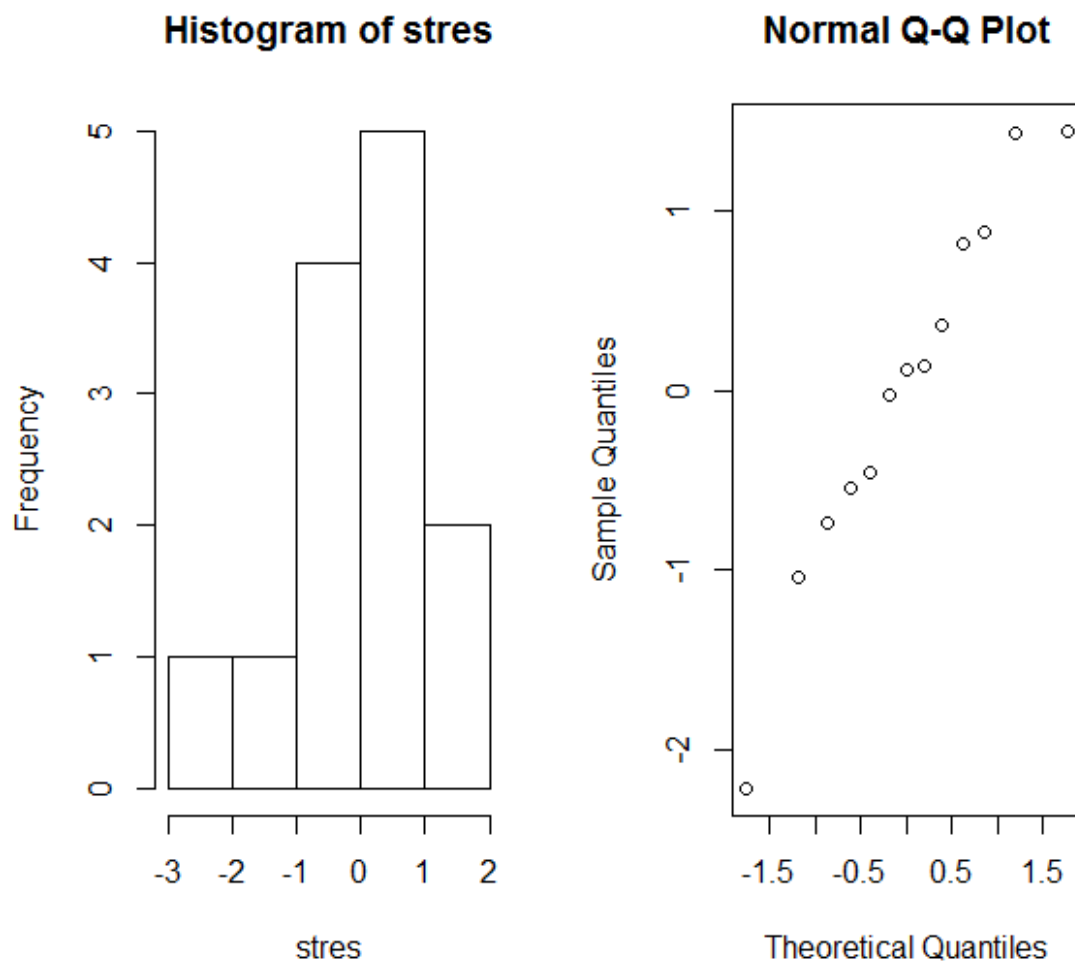 Histogram of stres
Frequency
5
4
3
2
1
0
-3 -2 -1 0 1 2
stres
Normal Q-Q Plot
Sample Quantiles
1
0
-1
-2
-1.5 -0.5 0.5 1.5
Theoretical Quantiles